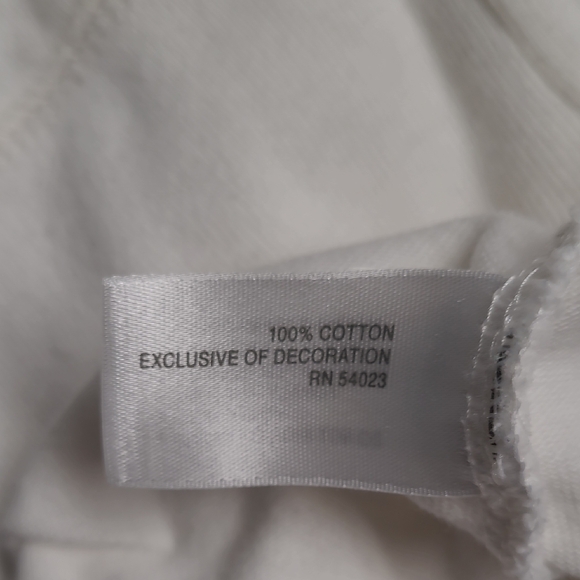 100% COTTON
EXCLUSIVE OF DECORATION
RN 54023